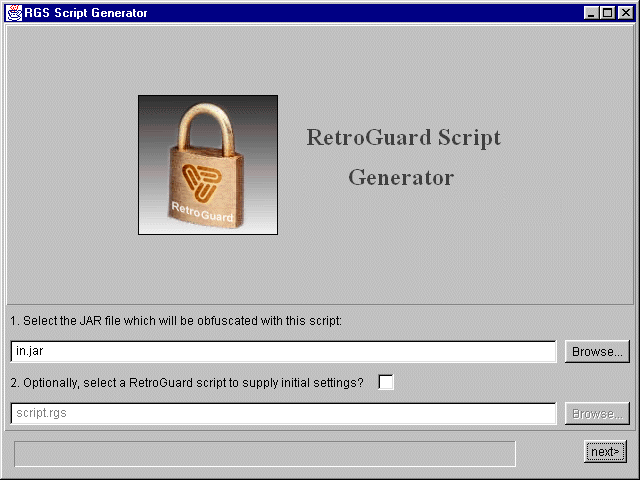 RGS Script Generator
RetroGuard Script
Generator
RetroGuard
1. Select the JAR file which will be obfuscated with this script:
in.jar
Browse...
2. Optionally, select a RetroGuard script to supply initial settings?
script.rgs
Browse...
next>